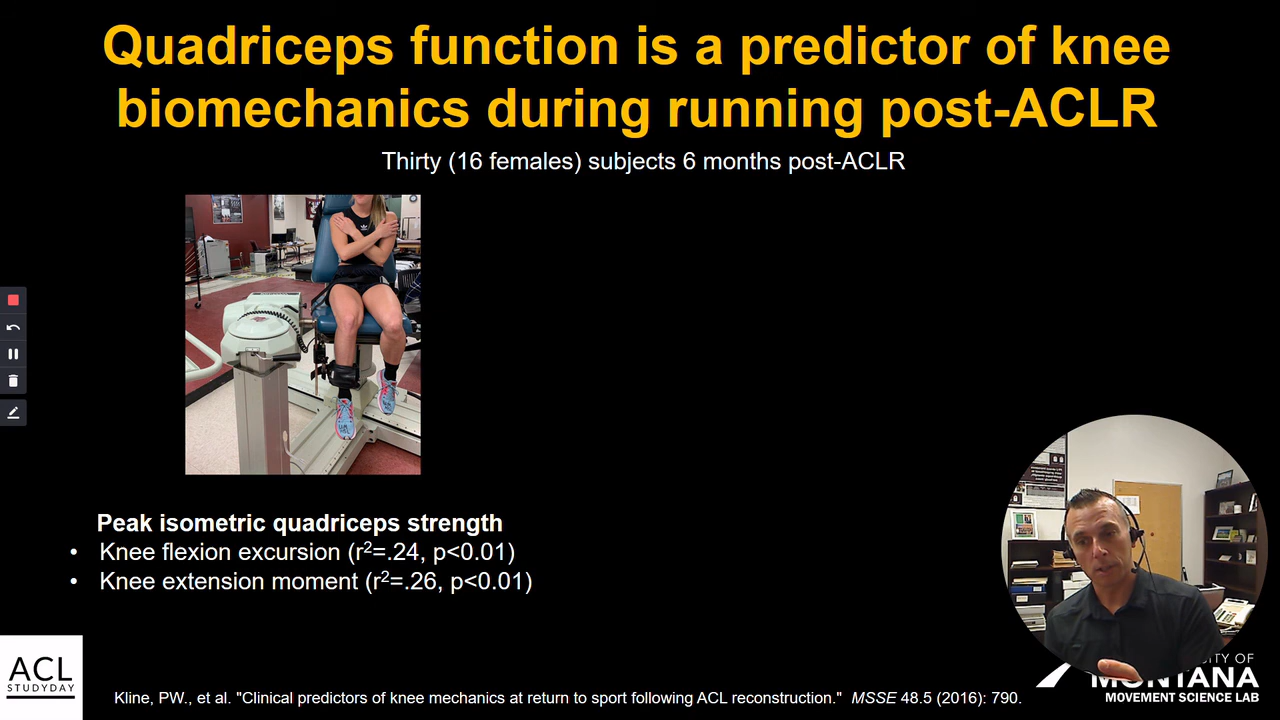 Quadriceps function is a predictor of knee
biomechanics during running post-ACLR
Thirty (16 females) subjects 6 months post-ACLR
Peak isometric quadriceps strength
• Knee flexion excursion (r²=.24, p<0.01)
• Knee extension moment (r²=.26, p<0.01)
ACL
STUDYDAY
Kline, PW., et al. "Clinical predictors of knee mechanics at return to sport following ACL reconstruction." MSSE 48.5 (2016): 790.
OF
MONTANA
MOVEMENT SCIENCE LAB